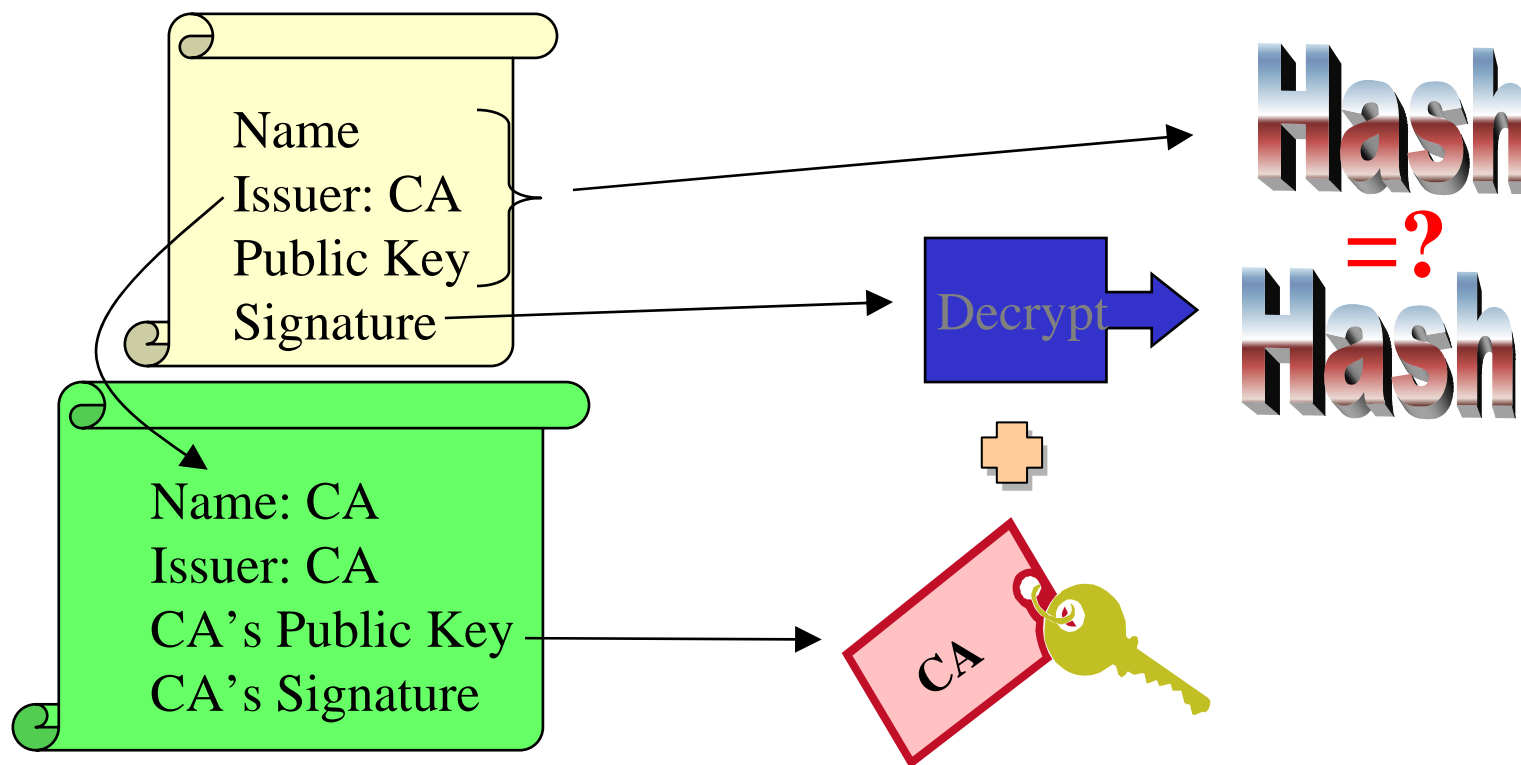 Name
Issuer: CA
Public Key
Signature
Name: CA
Issuer: CA
CA's Public Key
CA's Signature
Decrypt
CA
Hash
=?
Hash